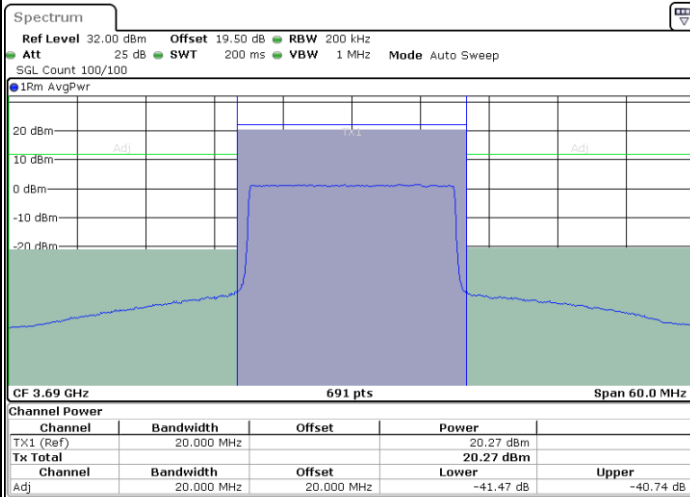 Spectrum
Ref Level 32.00 dBm Offset 19.50 dB RBW 200 kHz
Att 25 dB SWT 200 ms VBW 1 MHz Mode Auto Sweep
SGL Count 100/100
1Rm AvgPwr
20 dBm
TX1
Adj Adj
10 dBm
0 dBm
-10 dBm
-20 dBm
CF 3.69 GHz 691 pts Span 60.0 MHz
Channel Power
Channel Bandwidth Offset Power
TX1 (Ref) 20.000 MHz 20.27 dBm
Tx Total 20.27 dBm
Channel Bandwidth Offset Lower Upper
Adj 20.000 MHz 20.000 MHz -41.47 dB -40.74 dB